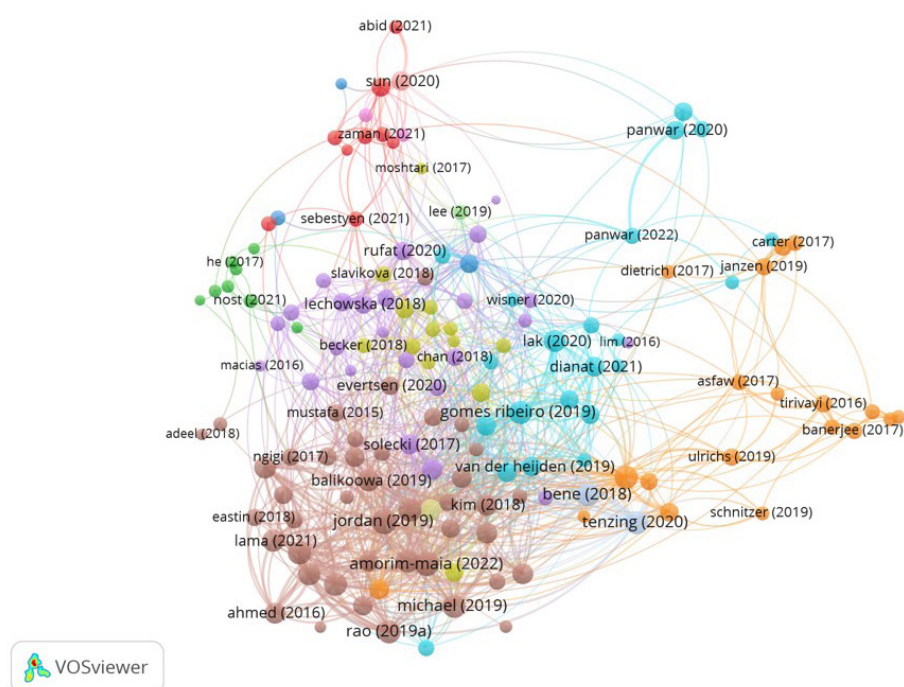 abid (2021)
sun (2020)
zaman (2021)
panwar (2020)
moshtari (2017)
lee (2019)
sebestyen (2021)
panwar (2022)
carter (2017)
rufat (2020)
he (2017)
slavikova (2018)
dietrich (2017)
janzen (2019)
nost (2021)
lechowska (2018)
wisner (2020)
becker (2018)
chan (2018)
lak (2020)
lim (2016)
macias (2016)
dianat (2021)
evertsen (2020)
asfaw (2017)
mustafa (2015)
gomes ribeiro (2019)
tirivayi (2016)
adeel (2018)
solecki (2017)
banerjee (2017)
ngigi (2017)
balikoowa (2019)
van der heijden (2019)
ulrichs (2019)
bene (2018)
eastin (2018)
jordan (2019)
kim (2018)
tenzing (2020)
schnitzer (2019)
lama (2021)
amorim-maia (2022)
ahmed (2016)
michael (2019)
rao (2019a)
VOSviewer